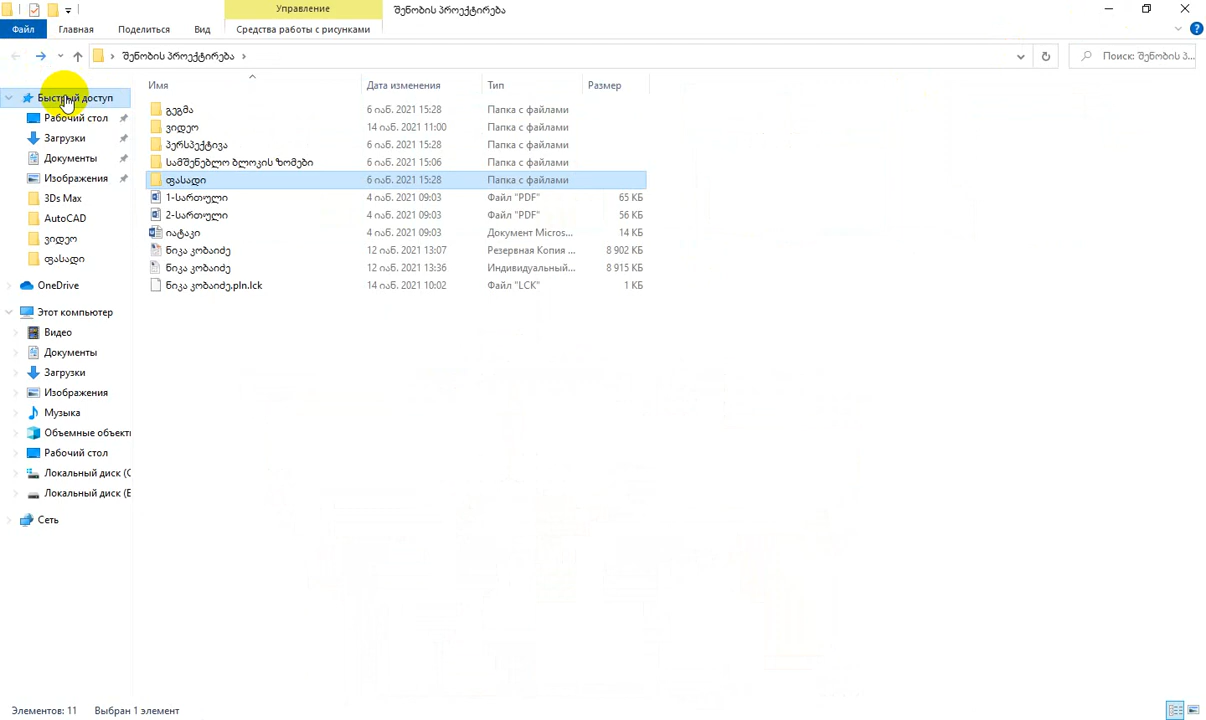 Управление
შენობის პროექტირება
Файл
Главная
Поделиться
Вид
Средства работы с рисунками
შენობის პროექტირება
Поиск: შენობის პ...
Быстрый доступ
Рабочий стол
Загрузки
Документы
Изображения
3Ds Max
AutoCAD
ვიდეო
ფასადი
OneDrive
Этот компьютер
Видео
Документы
Загрузки
Изображения
Музыка
Объемные объекты
Рабочий стол
Локальный диск (C
Локальный диск (E
Сеть
Имя Дата изменения Тип Размер
გეგმა 6 იან. 2021 15:28 Папка с файлами
ვიდეო 14 იან. 2021 11:00 Папка с файлами
პერსპექტივა 6 იან. 2021 15:28 Папка с файлами
სამშენებლო ბლოკის ზომები 6 იან. 2021 15:06 Папка с файлами
ფასადი 6 იან. 2021 15:28 Папка с файлами
1-სართული 4 იან. 2021 09:03 Файл "PDF" 65 КБ
2-სართული 4 იან. 2021 09:03 Файл "PDF" 56 КБ
იატაკი 4 იან. 2021 09:03 Документ Micros... 14 КБ
ნიკა კობაიძე 12 იან. 2021 13:07 Резервная Копия ... 8 902 КБ
ნიკა კობაიძე 12 იან. 2021 13:36 Индивидуальный... 8 915 КБ
ნიკა კობაიძე.pln.lck 14 იან. 2021 10:02 Файл "LCK" 1 КБ
Элементов: 11 Выбран 1 элемент